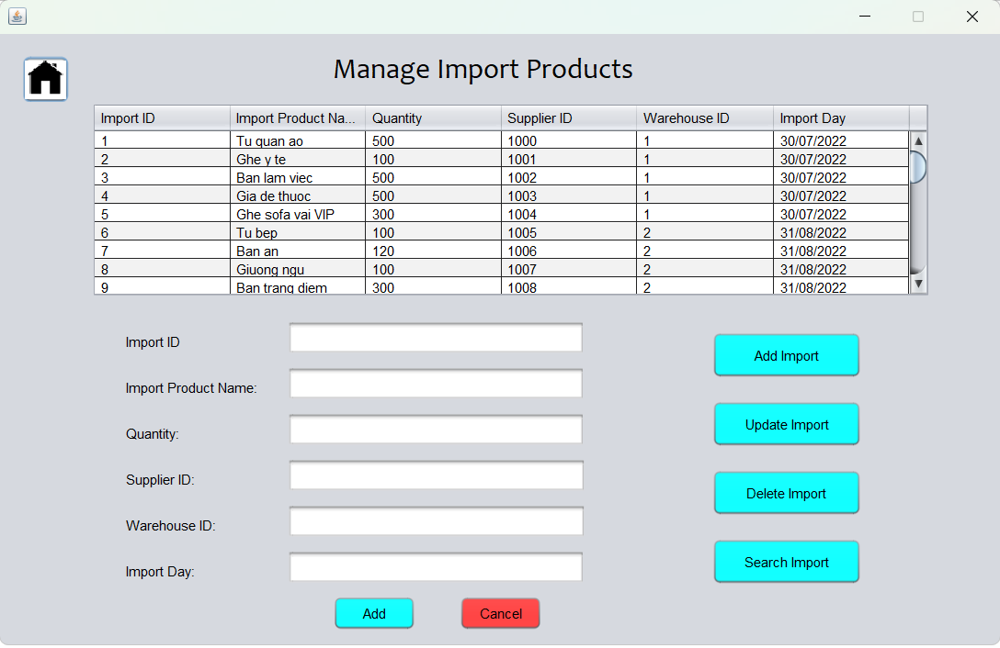 Manage Import Products
Import ID Import Product Na... Quantity Supplier ID Warehouse ID Import Day
1 Tu quan ao 500 1000 1 30/07/2022
2 Ghe y te 100 1001 1 30/07/2022
3 Ban lam viec 500 1002 1 30/07/2022
4 Gia de thuoc 500 1003 1 30/07/2022
5 Ghe sofa vai VIP 300 1004 1 30/07/2022
6 Tu bep 100 1005 2 31/08/2022
7 Ban an 120 1006 2 31/08/2022
8 Giuong ngu 100 1007 2 31/08/2022
9 Ban trang diem 300 1008 2 31/08/2022
Import ID
Import Product Name:
Quantity:
Supplier ID:
Warehouse ID:
Import Day:
Add Cancel
Add Import
Update Import
Delete Import
Search Import